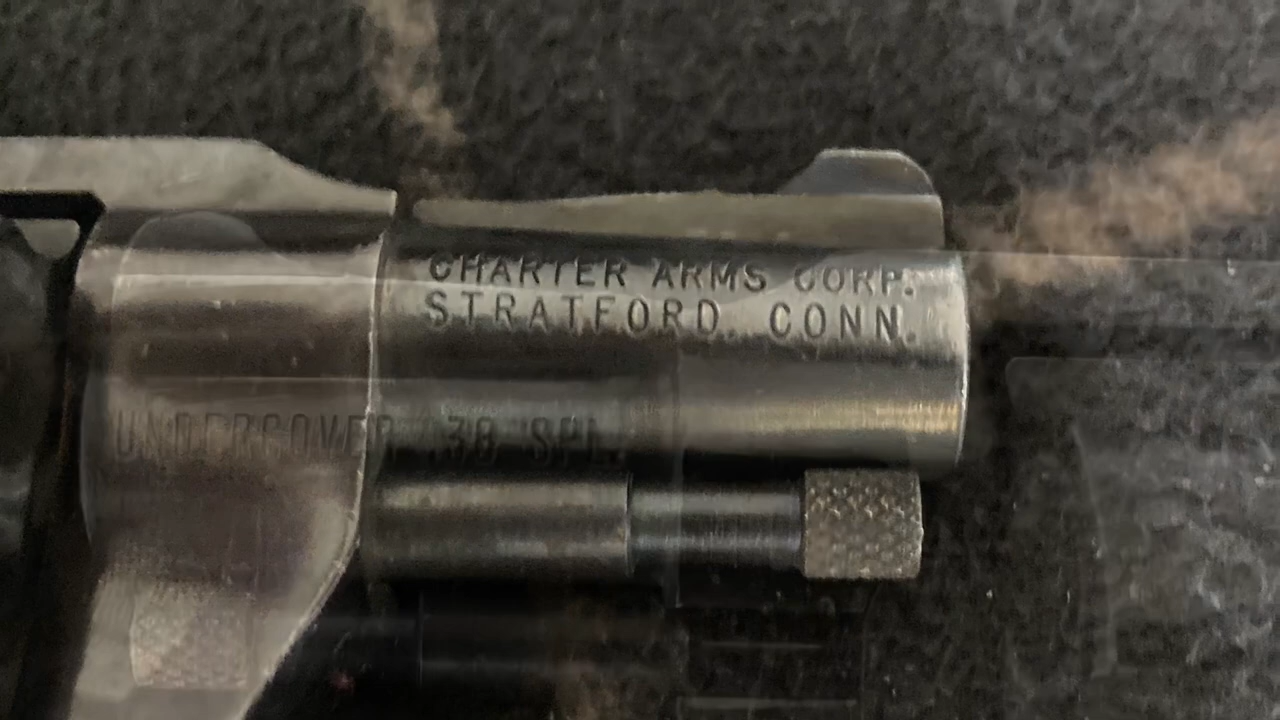 CHARTER ARMS CORP.
STRATFORD, CONN.
UNDERCOVER .38 SPL.